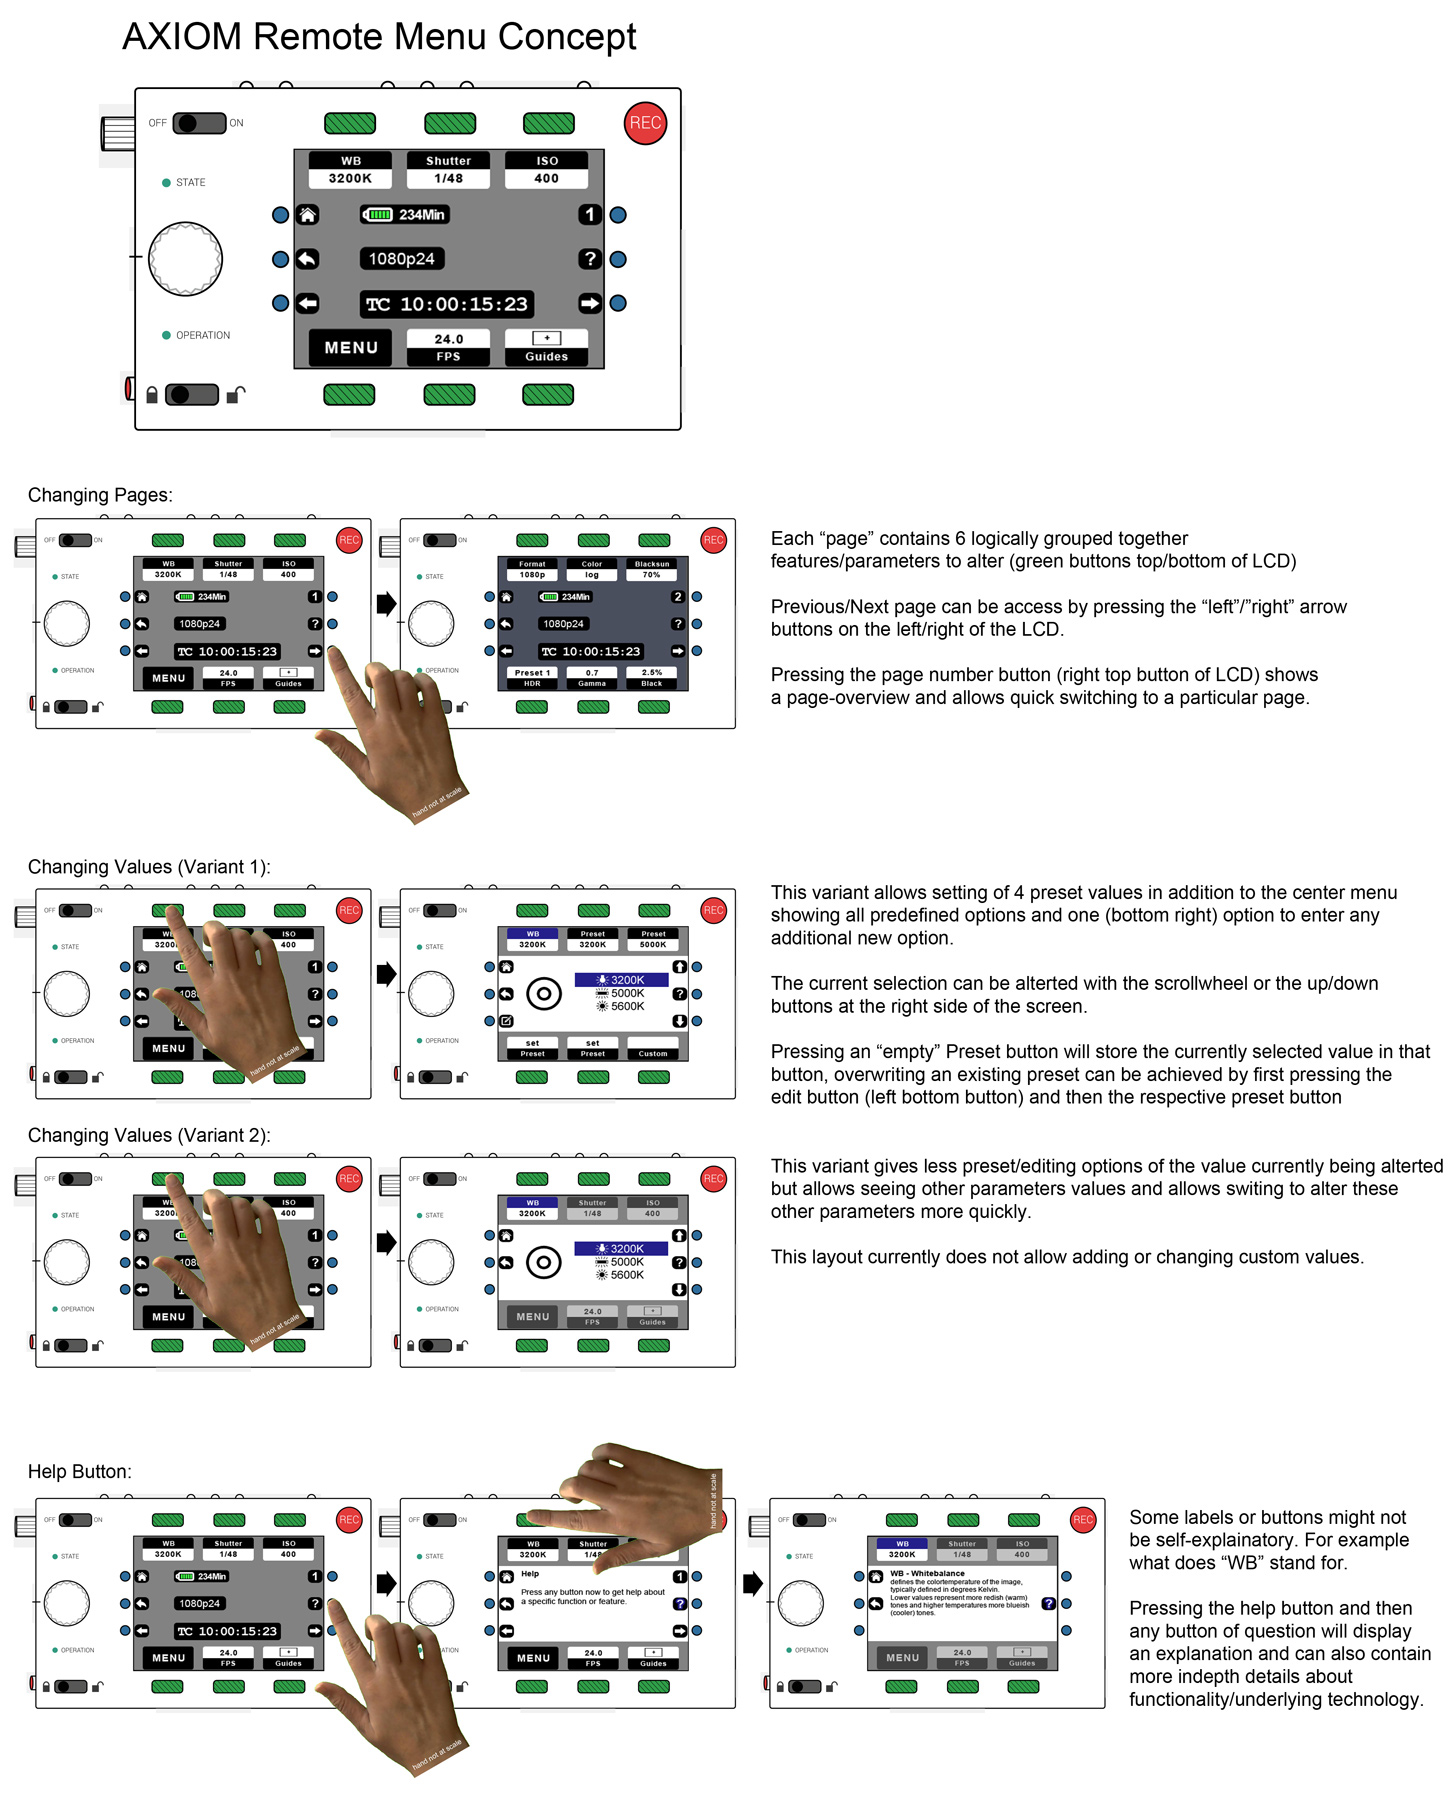 AXIOM Remote Menu Concept
OFF ON REC
WB Shutter ISO
3200K 1/48 400
STATE
234Min 1
1080p24 ?
TC 10:00:15:23
OPERATION
MENU 24.0 +
FPS Guides
Changing Pages:
OFF ON REC
WB Shutter ISO
3200K 1/48 400
STATE
234Min 1
1080p24 ?
TC 10:00:15:23
OPERATION
MENU 24.0 +
FPS Guides
hand not at scale
OFF ON REC
Format Color Blacksun
1080p log 70%
STATE
234Min 2
1080p24 ?
TC 10:00:15:23
OPERATION
Preset 1 0.7 2.5%
HDR Gamma Black
Each “page” contains 6 logically grouped together
features/parameters to alter (green buttons top/bottom of LCD)
Previous/Next page can be access by pressing the “left”/”right” arrow
buttons on the left/right of the LCD.
Pressing the page number button (right top button of LCD) shows
a page-overview and allows quick switching to a particular page.
Changing Values (Variant 1):
OFF ON REC
ISO
400
STATE
1
?
OPERATION
MENU
hand not at scale
OFF ON REC
WB Preset Preset
3200K 3200K 5000K
STATE
3200K
5000K ?
5600K
OPERATION
set set
Preset Preset Custom
This variant allows setting of 4 preset values in addition to the center menu
showing all predefined options and one (bottom right) option to enter any
additional new option.
The current selection can be alterted with the scrollwheel or the up/down
buttons at the right side of the screen.
Pressing an “empty” Preset button will store the currently selected value in that
button, overwriting an existing preset can be achieved by first pressing the
edit button (left bottom button) and then the respective preset button
Changing Values (Variant 2):
OFF ON REC
ISO
400
STATE
1
?
OPERATION
MENU
hand not at scale
OFF ON REC
WB Shutter ISO
3200K 1/48 400
STATE
3200K
5000K ?
5600K
OPERATION
MENU 24.0 +
FPS Guides
This variant gives less preset/editing options of the value currently being alterted
but allows seeing other parameters values and allows switing to alter these
other parameters more quickly.
This layout currently does not allow adding or changing custom values.
Help Button:
OFF ON REC
WB Shutter ISO
3200K 1/48 400
STATE
234Min 1
1080p24 ?
TC 10:00:15:23
OPERATION
MENU 24.0 +
FPS Guides
hand not at scale
OFF ON
WB Shutter
3200K 1/48
STATE
Help 1
Press any button now to get help about
a specific function or feature. ?
OPERATION
MENU 24.0 +
FPS Guides
hand not at scale
OFF ON REC
WB Shutter ISO
3200K 1/48 400
STATE
WB - Whitebalance
defines the colortemperature of the image,
typically defined in degrees Kelvin.
Lower values represent more redish (warm)
tones and higher temperatures more blueish ?
(cooler) tones.
OPERATION
MENU 24.0 +
FPS Guides
Some labels or buttons might not
be self-explainatory. For example
what does “WB” stand for.
Pressing the help button and then
any button of question will display
an explanation and can also contain
more indepth details about
functionality/underlying technology.